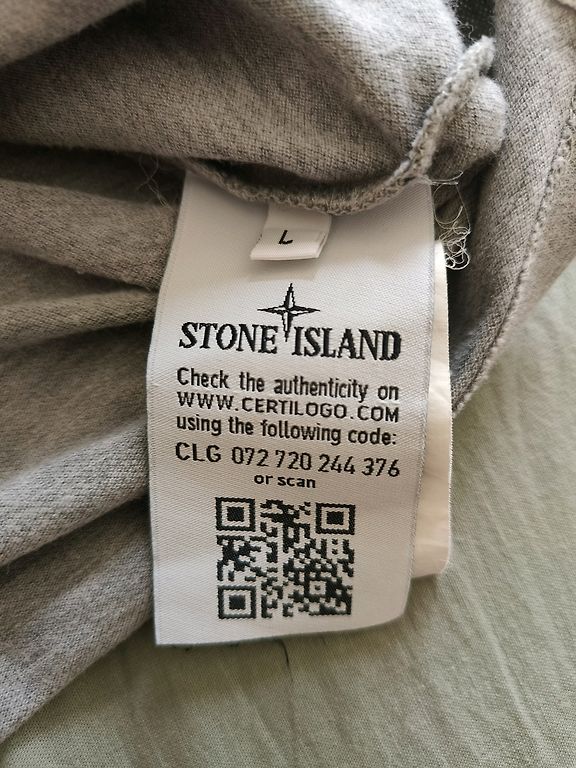 L
STONE ISLAND
Check the authenticity on
WWW.CERTILOGO.COM
using the following code:
CLG 072 720 244 376
or scan